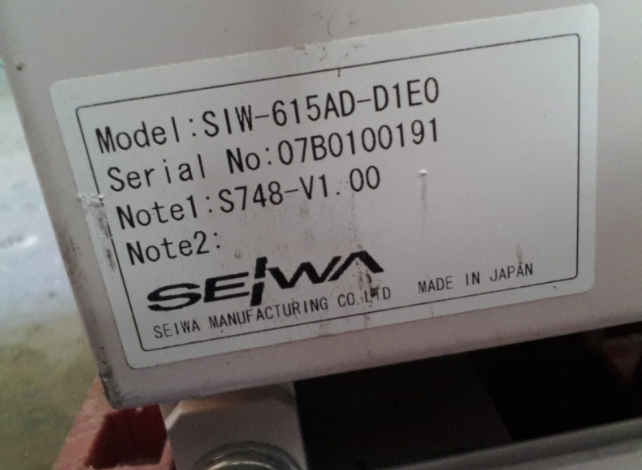 Model:SIW-615AD-D1E0
Serial No:07B0100191
Note1:S748-V1.00
Note2:
SEIWA
SEIWA MANUFACTURING CO.LTD MADE IN JAPAN